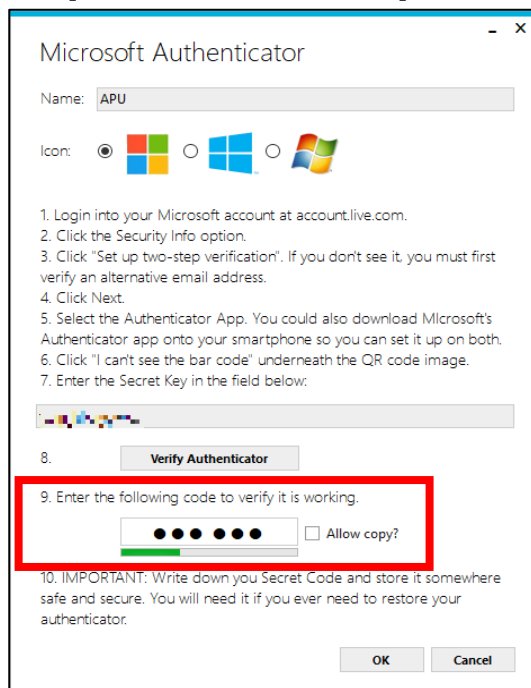 Microsoft Authenticator
Name: APU
Icon:
1. Login into your Microsoft account at account.live.com.
2. Click the Security Info option.
3. Click "Set up two-step verification". If you don't see it, you must first
verify an alternative email address.
4. Click Next.
5. Select the Authenticator App. You could also download MIcrosoft's
Authenticator app onto your smartphone so you can set it up on both.
6. Click "I can't see the bar code" underneath the QR code image.
7. Enter the Secret Key in the field below:
8. Verify Authenticator
9. Enter the following code to verify it is working.
●●● ●●● Allow copy?
10. IMPORTANT: Write down you Secret Code and store it somewhere
safe and secure. You will need it if you ever need to restore your
authenticator.
OK Cancel